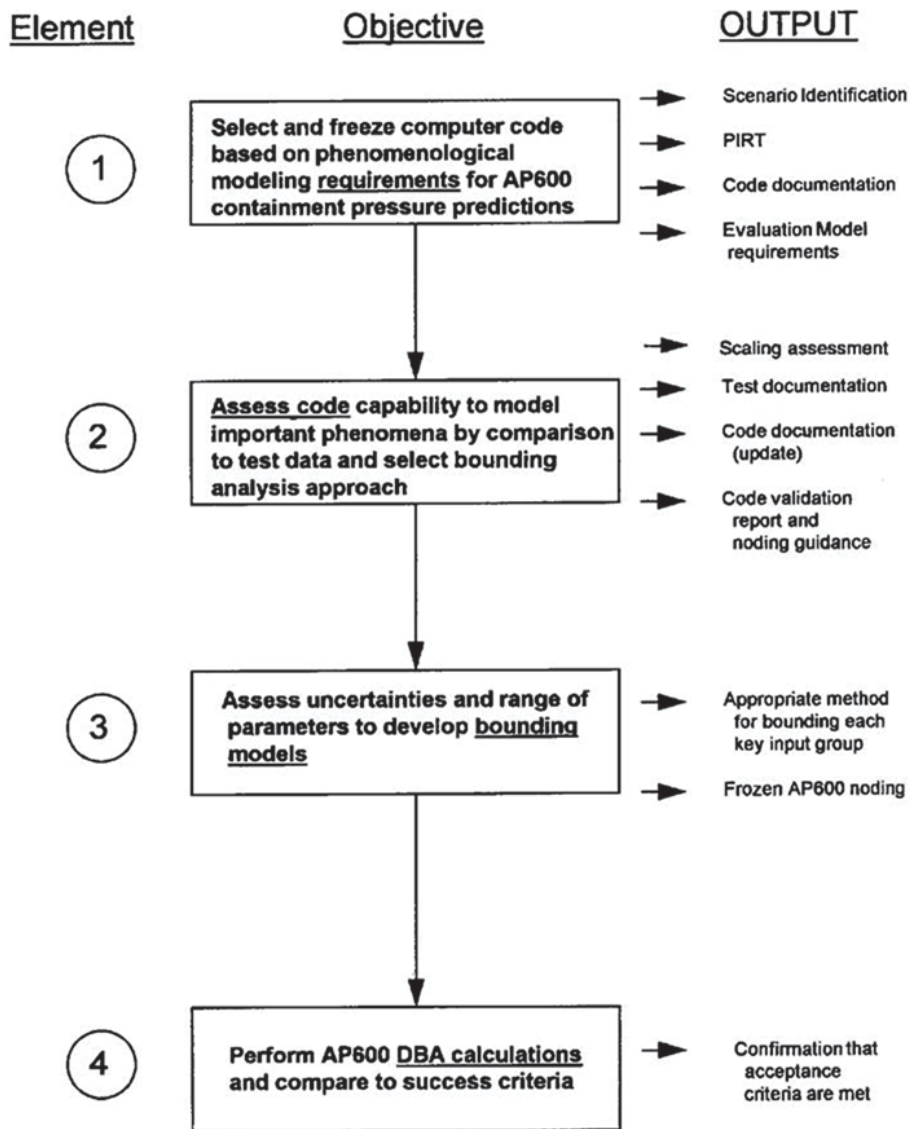 Element Objective OUTPUT
1
Select and freeze computer code
based on phenomenological
modeling requirements for AP600
containment pressure predictions
Scenario Identification
PIRT
Code documentation
Evaluation Model
requirements
2
Assess code capability to model
important phenomena by comparison
to test data and select bounding
analysis approach
Scaling assessment
Test documentation
Code documentation
(update)
Code validation
report and
noding guidance
3
Assess uncertainties and range of
parameters to develop bounding
models
Appropriate method
for bounding each
key input group
Frozen AP600 noding
4
Perform AP600 DBA calculations
and compare to success criteria
Confirmation that
acceptance
criteria are met